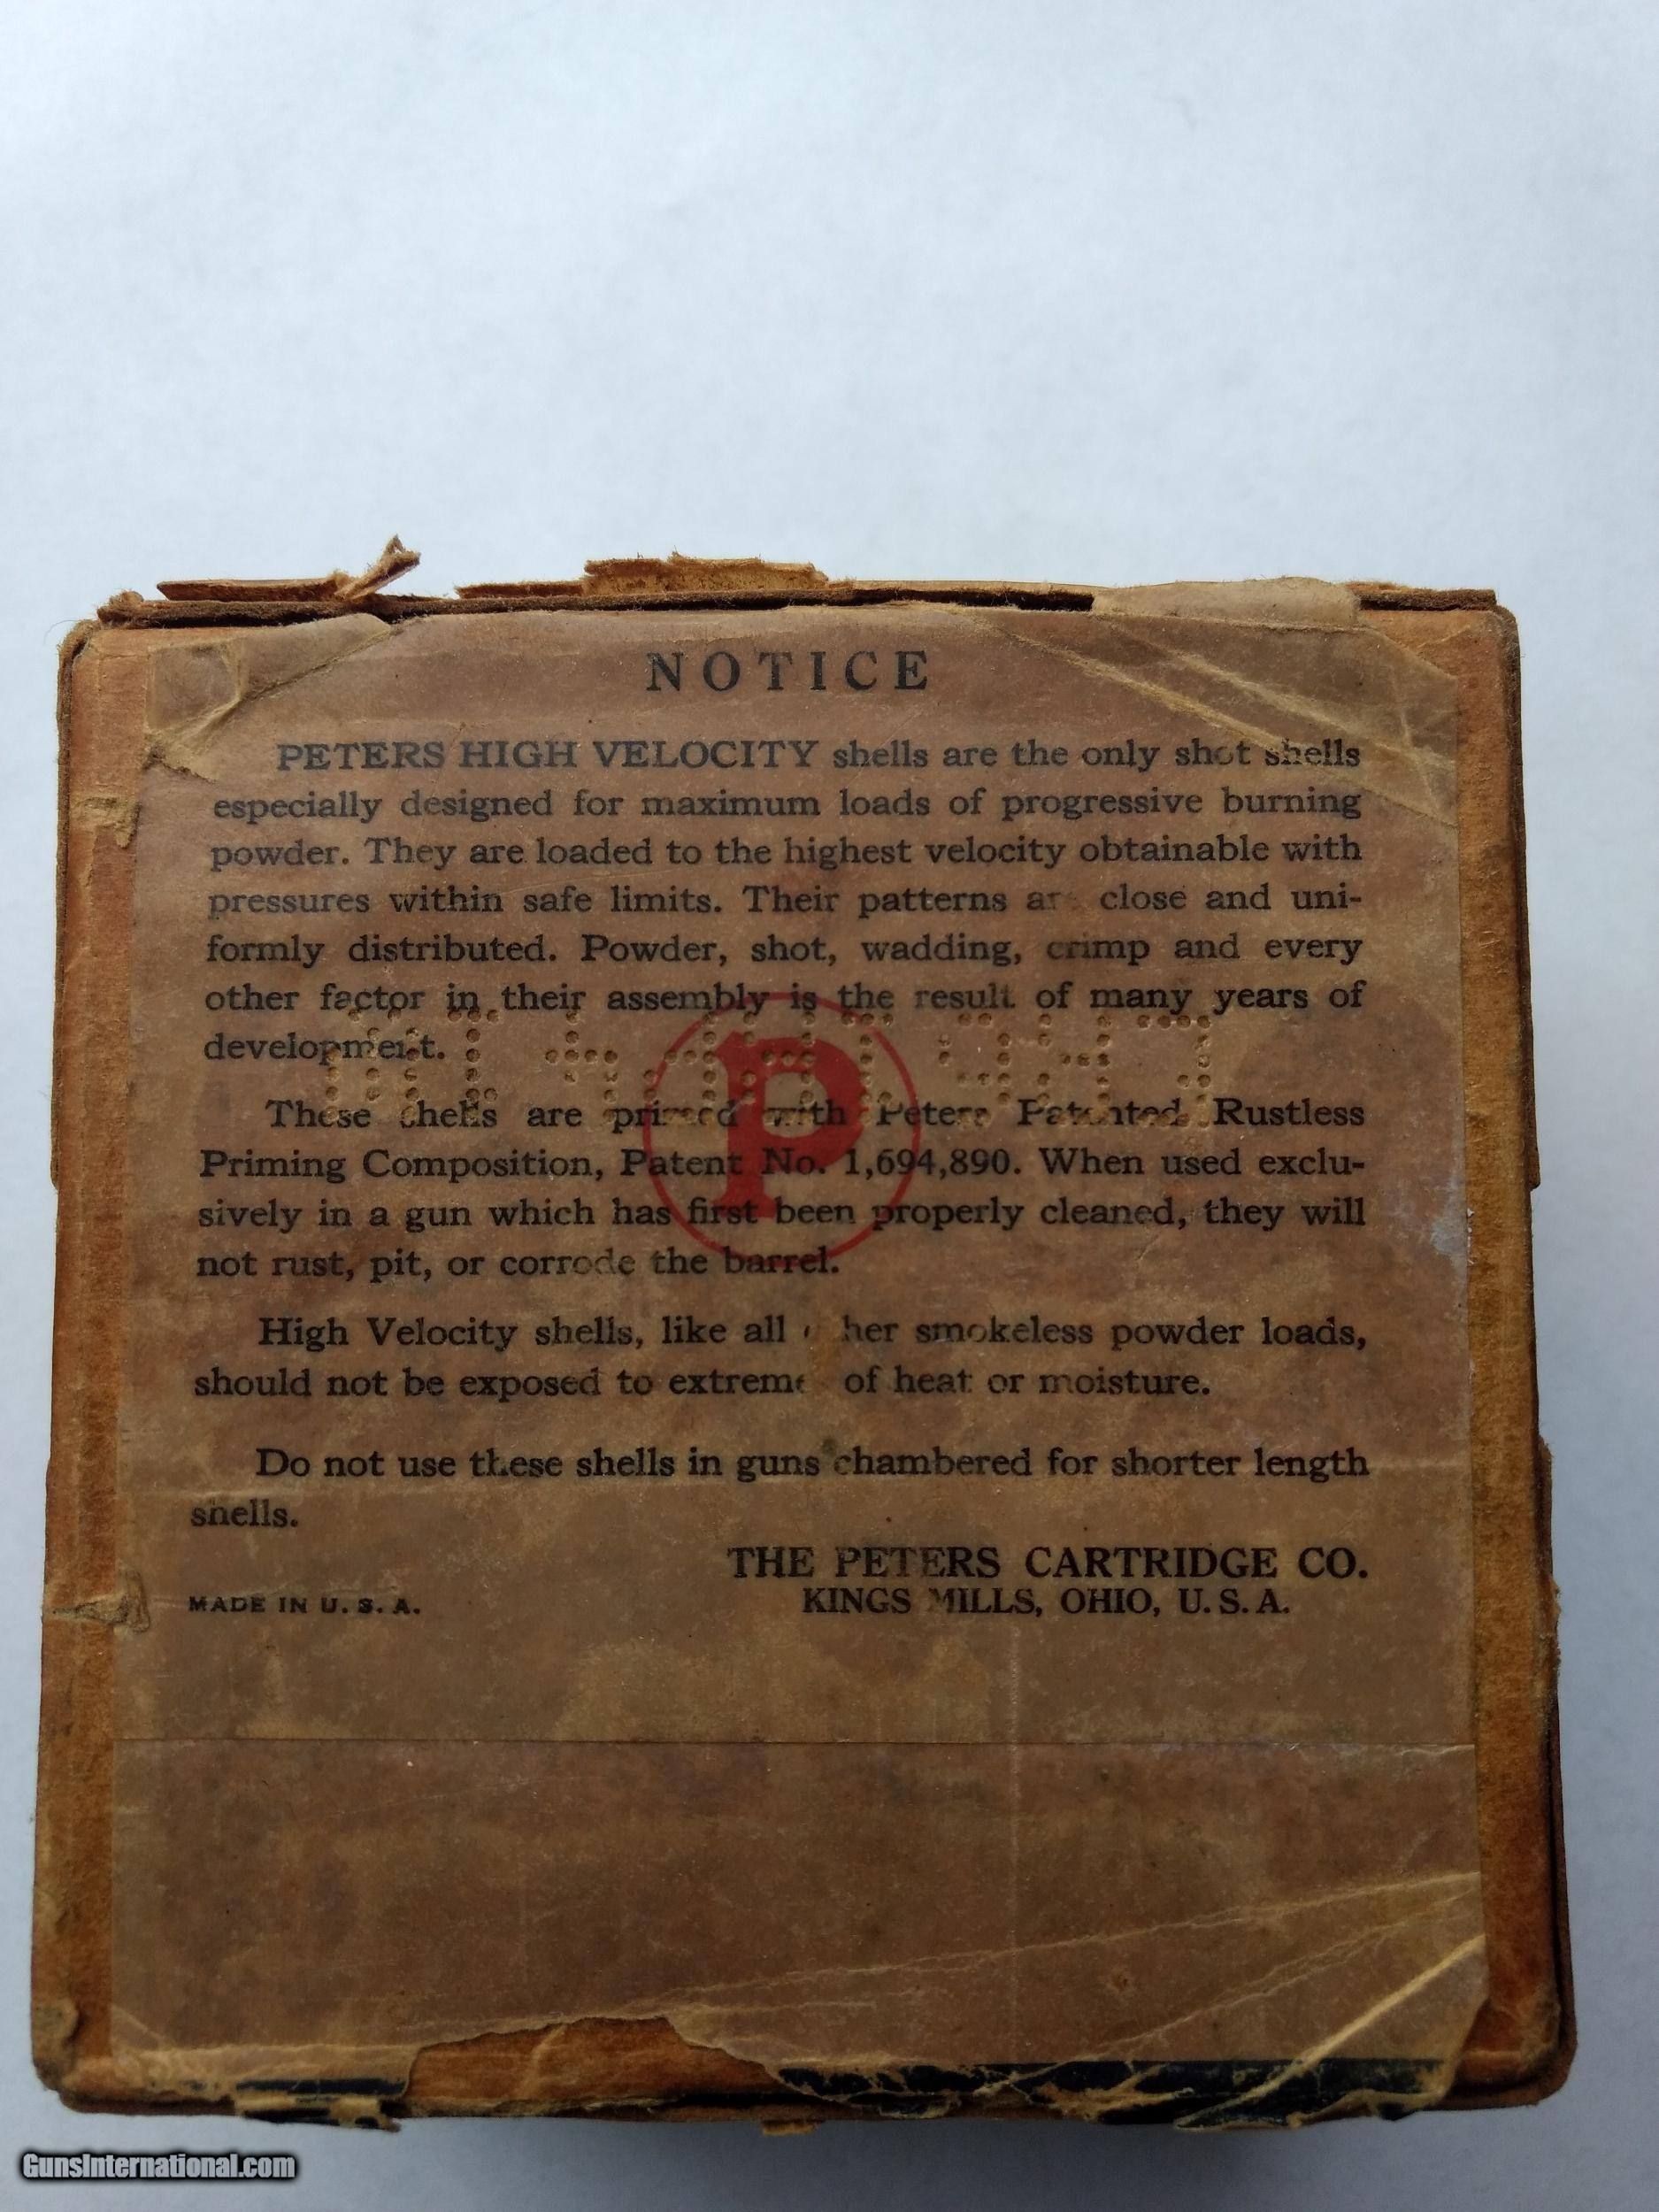 NOTICE
PETERS HIGH VELOCITY shells are the only shot shells
especially designed for maximum loads of progressive burning
powder. They are loaded to the highest velocity obtainable with
pressures within safe limits. Their patterns are close and uni-
formly distributed. Powder, shot, wadding, crimp and every
other factor in their assembly is the result of many years of
development.
P
These shells are primed with Peters Patented Rustless
Priming Composition, Patent No. 1,694,890. When used exclu-
sively in a gun which has first been properly cleaned, they will
not rust, pit, or corrode the barrel.
High Velocity shells, like all other smokeless powder loads,
should not be exposed to extremes of heat or moisture.
Do not use these shells in guns chambered for shorter length
shells.
THE PETERS CARTRIDGE CO.
MADE IN U. S. A.
KINGS MILLS, OHIO, U. S. A.
GunsInternational.com